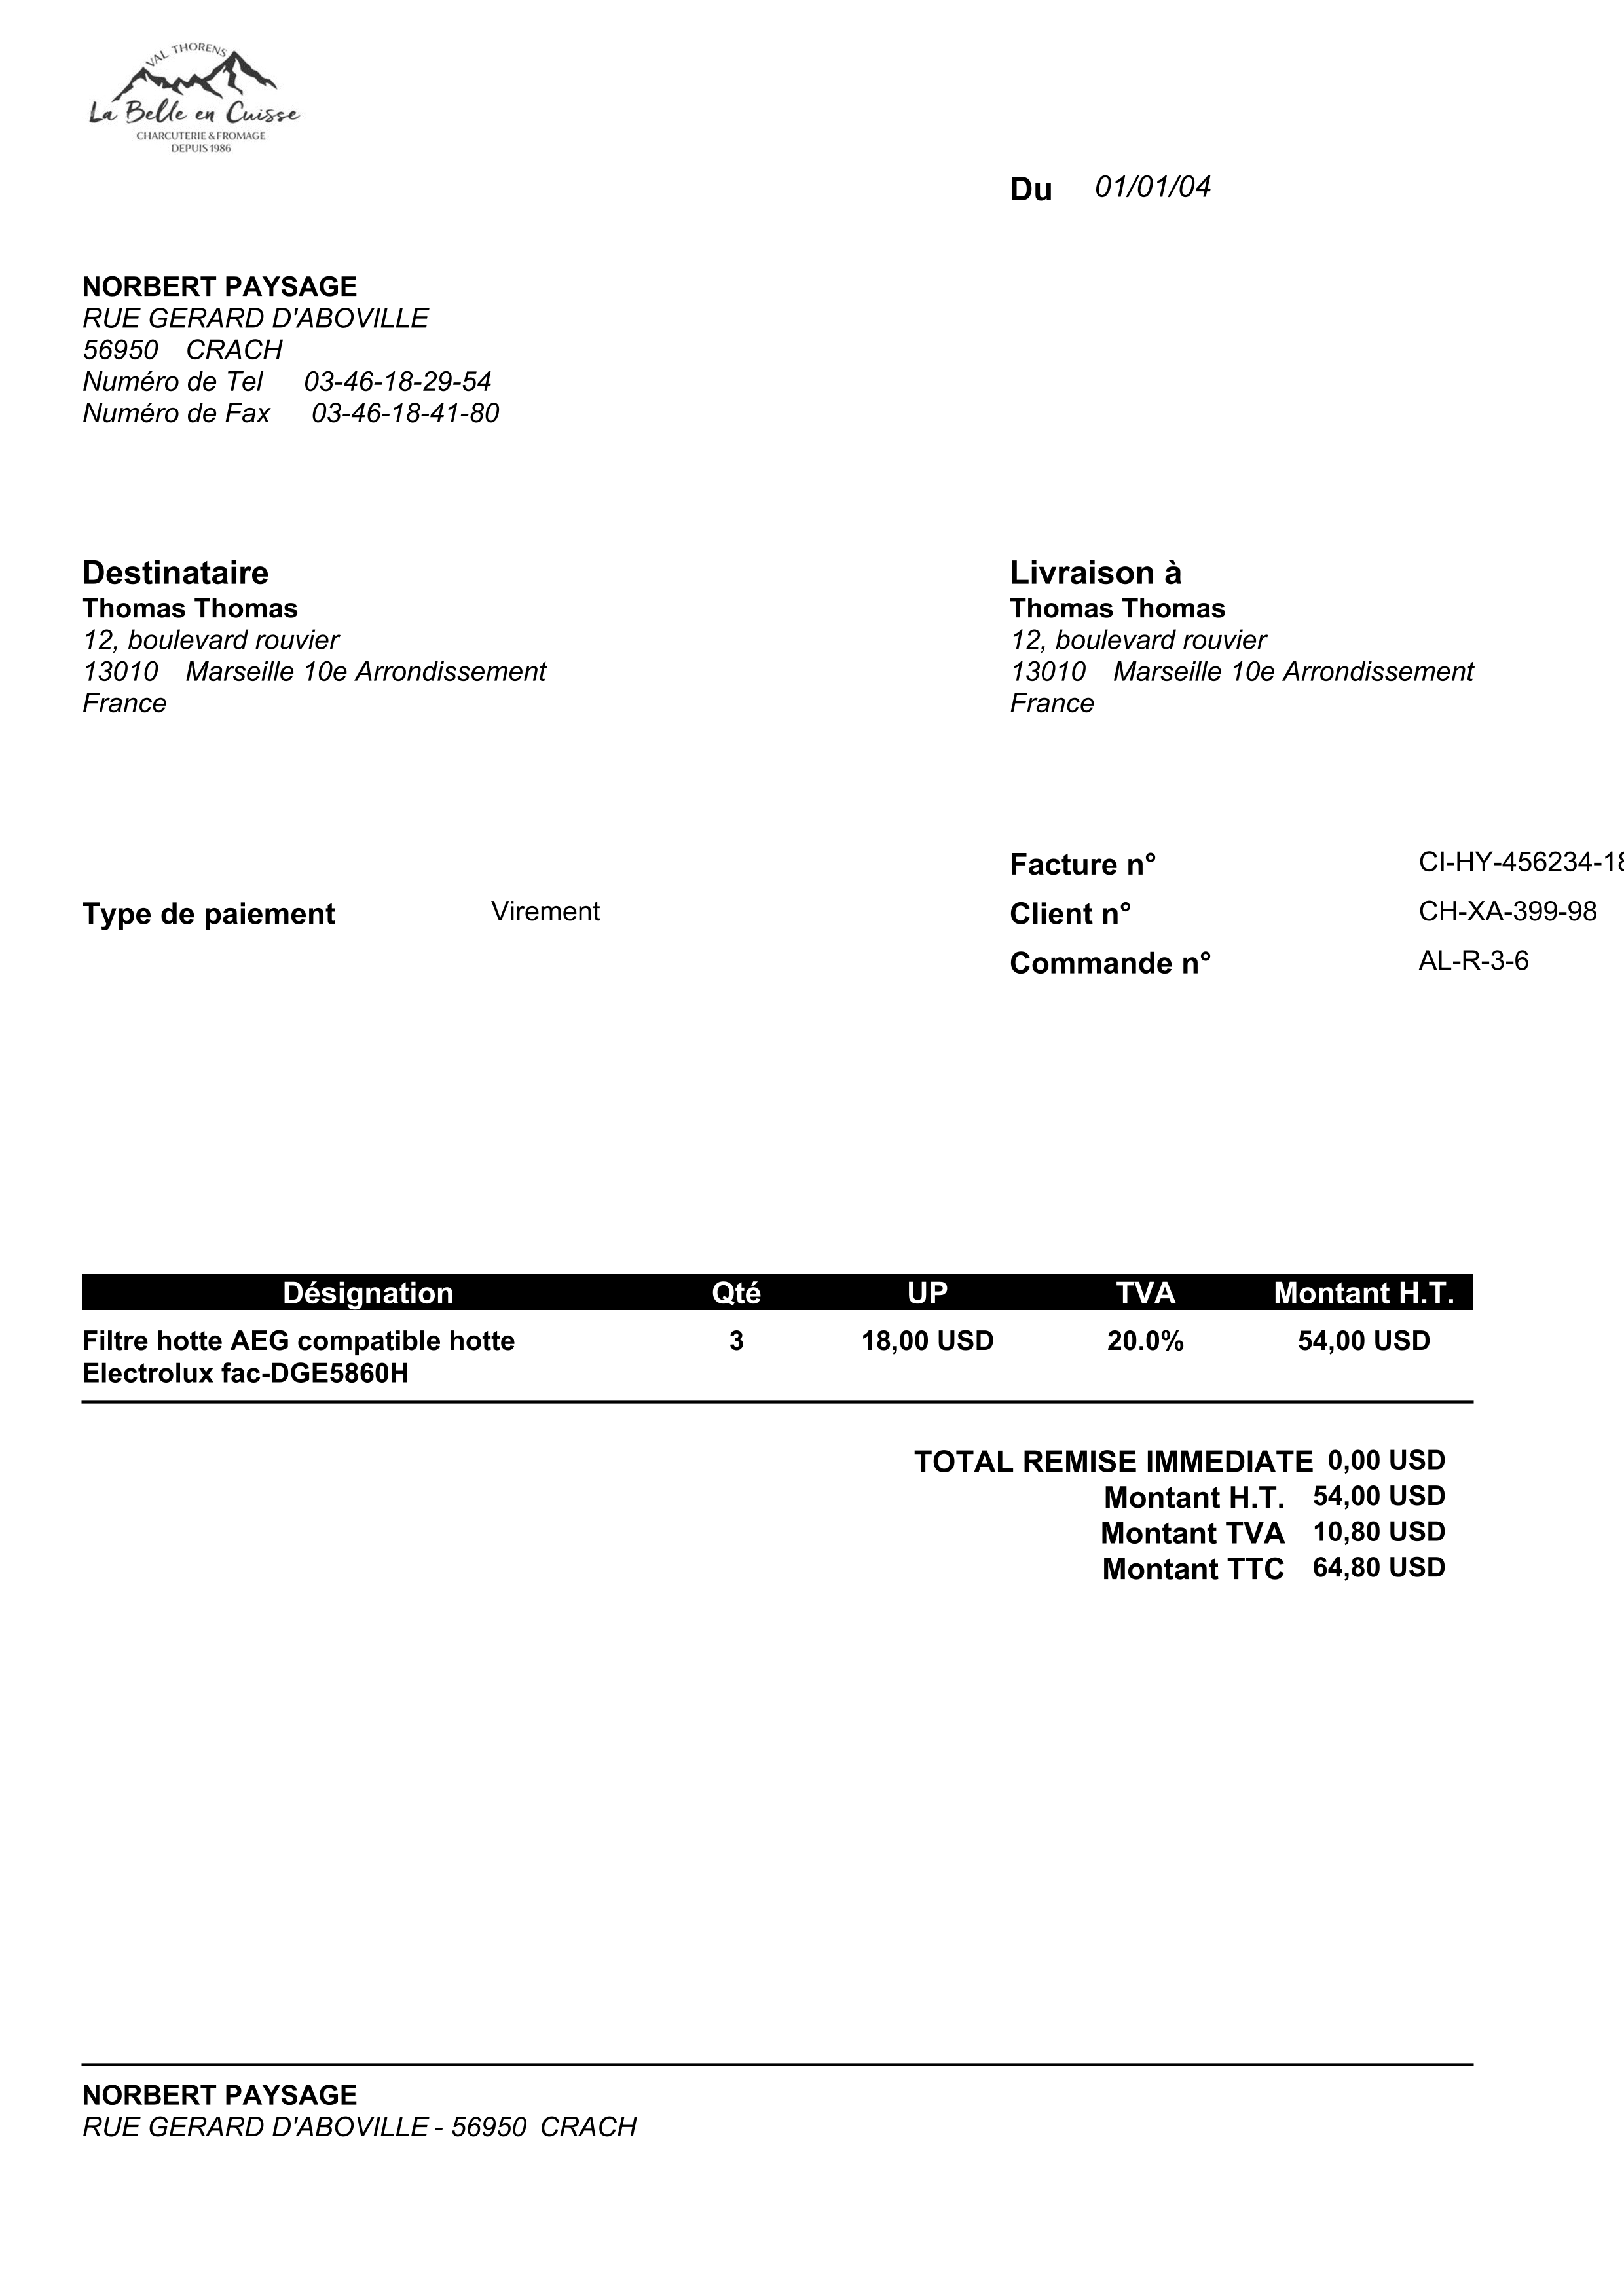 VAL THORENS
La Belle en Cuisse
CHARCUTERIE & FROMAGE
DEPUIS 1986
Du 01/01/04
NORBERT PAYSAGE
RUE GERARD D'ABOVILLE
56950 CRACH
Numéro de Tel 03-46-18-29-54
Numéro de Fax 03-46-18-41-80
Destinataire
Thomas Thomas
12, boulevard rouvier
13010 Marseille 10e Arrondissement
France
Livraison à
Thomas Thomas
12, boulevard rouvier
13010 Marseille 10e Arrondissement
France
Facture n° CI-HY-456234-18
Type de paiement Virement
Client n° CH-XA-399-98
Commande n° AL-R-3-6
Désignation Qté UP TVA Montant H.T.
Filtre hotte AEG compatible hotte 3 18,00 USD 20.0% 54,00 USD
Electrolux fac-DGE5860H
TOTAL REMISE IMMEDIATE 0,00 USD
Montant H.T. 54,00 USD
Montant TVA 10,80 USD
Montant TTC 64,80 USD
NORBERT PAYSAGE
RUE GERARD D'ABOVILLE - 56950 CRACH